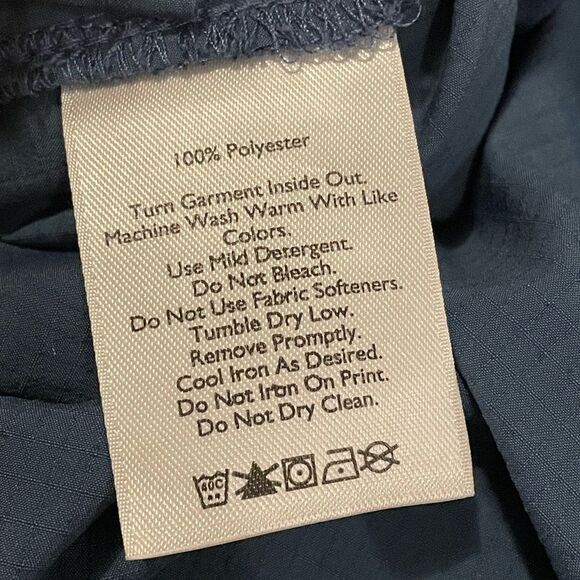 100% Polyester
Turn Garment Inside Out.
Machine Wash Warm With Like
Colors.
Use Mild Detergent.
Do Not Bleach.
Do Not Use Fabric Softeners.
Tumble Dry Low.
Remove Promptly.
Cool Iron As Desired.
Do Not Iron On Print.
Do Not Dry Clean.
40C